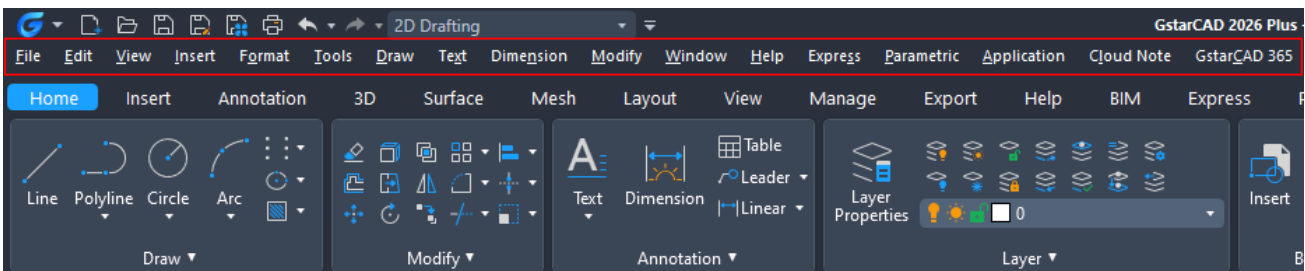 2D Drafting GstarCAD 2026 Plus
File Edit View Insert Format Tools Draw Text Dimension Modify Window Help Express Parametric Application Cloud Note GstarCAD 365
Home Insert Annotation 3D Surface Mesh Layout View Manage Export Help BIM Express
Table
Leader
Line Polyline Circle Arc Text Dimension Layer Properties Insert
Linear 0
Draw Modify Annotation Layer